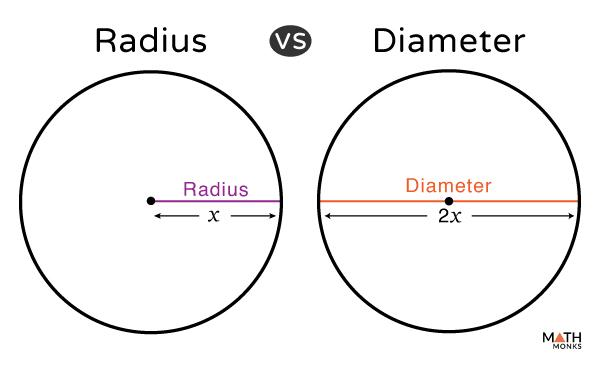 Radius VS Diameter
Radius
x
Diameter
2x
MATH
MONKS